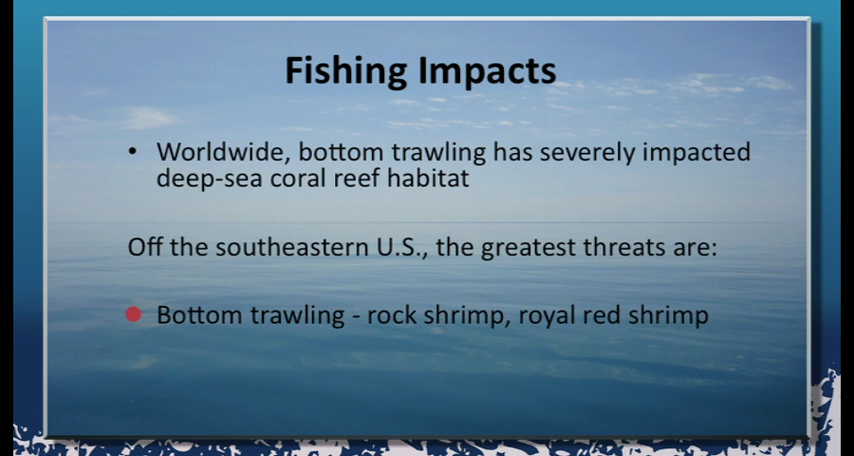 Fishing Impacts
• Worldwide, bottom trawling has severely impacted
deep-sea coral reef habitat
Off the southeastern U.S., the greatest threats are:
• Bottom trawling - rock shrimp, royal red shrimp